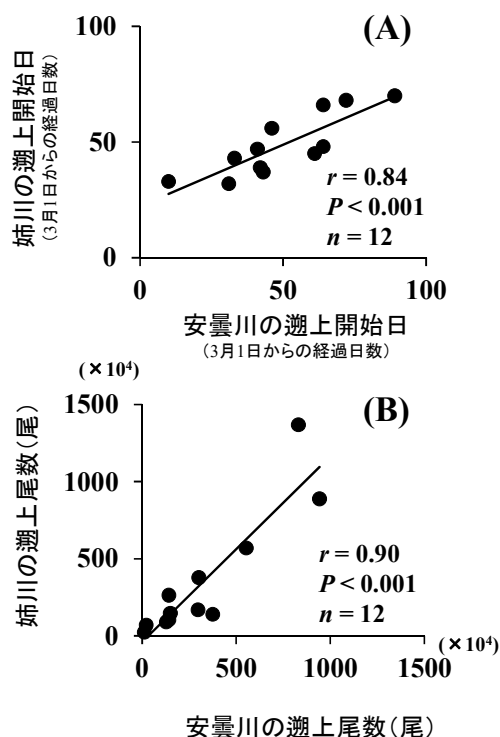 (A)
100
50
0
姉川の遡上開始日
(3月1日からの経過日数)
r = 0.84
P < 0.001
n = 12
0
50
100
安曇川の遡上開始日
(3月1日からの経過日数)
(×10⁴)
(B)
1500
1000
500
0
姉川の遡上尾数(尾)
r = 0.90
P < 0.001
n = 12
0
500
1000
1500
(×10⁴)
安曇川の遡上尾数(尾)